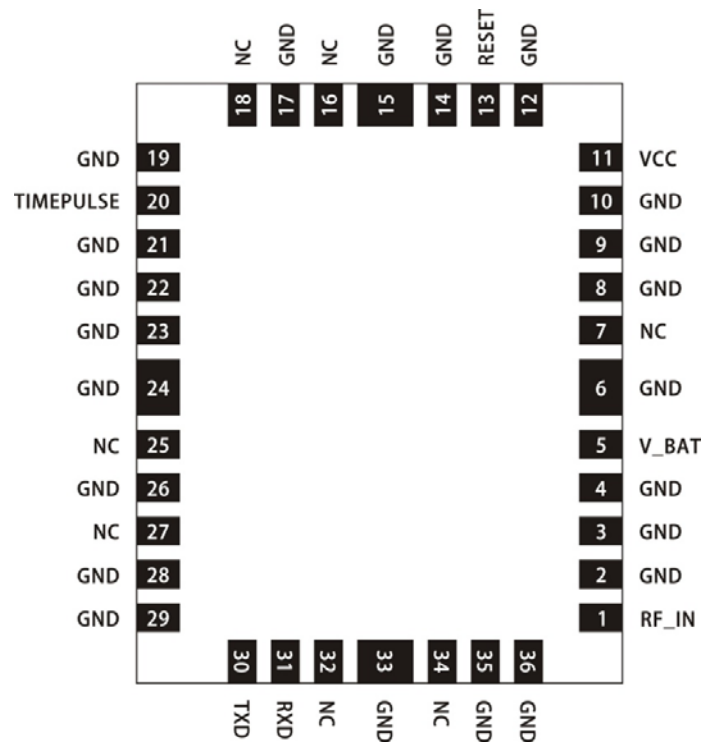 NC GND NC GND GND RESET GND
18 17 16 15 14 13 12
GND 19 11 VCC
TIMEPULSE 20 10 GND
GND 21 9 GND
GND 22 8 GND
GND 23 7 NC
GND 24 6 GND
NC 25 5 V_BAT
GND 26 4 GND
NC 27 3 GND
GND 28 2 GND
GND 29 1 RF_IN
30 31 32 33 34 35 36
TXD RXD NC GND NC GND GND